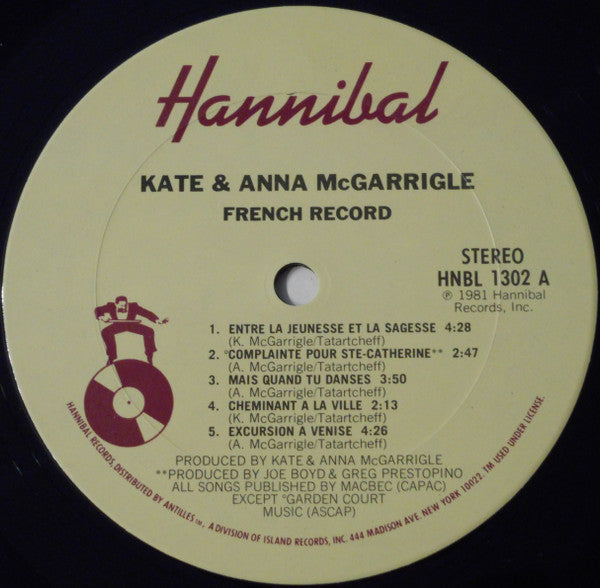 Hannibal
KATE & ANNA McGARRIGLE
FRENCH RECORD
STEREO
HNBL 1302 A
℗ 1981 Hannibal
Records, Inc.
1. ENTRE LA JEUNESSE ET LA SAGESSE 4:28
(K. McGarrigle/Tatartcheff)
2. °COMPLAINTE POUR STE-CATHERINE** 2:47
(A. McGarrigle/Tatartcheff)
3. MAIS QUAND TU DANSES 3:50
(A. McGarrigle/Tatartcheff)
4. CHEMINANT A LA VILLE 2:13
(K. McGarrigle/Tatartcheff)
5. EXCURSION A VENISE 4:26
(A. McGarrigle/Tatartcheff)
PRODUCED BY KATE & ANNA McGARRIGLE
**PRODUCED BY JOE BOYD & GREG PRESTOPINO
ALL SONGS PUBLISHED BY MACBEC (CAPAC)
EXCEPT °GARDEN COURT
MUSIC (ASCAP)
HANNIBAL RECORDS, DISTRIBUTED BY ANTILLES TM, A DIVISION OF ISLAND RECORDS, INC. 444 MADISON AVE. NEW YORK 10022. TM USED UNDER LICENSE.